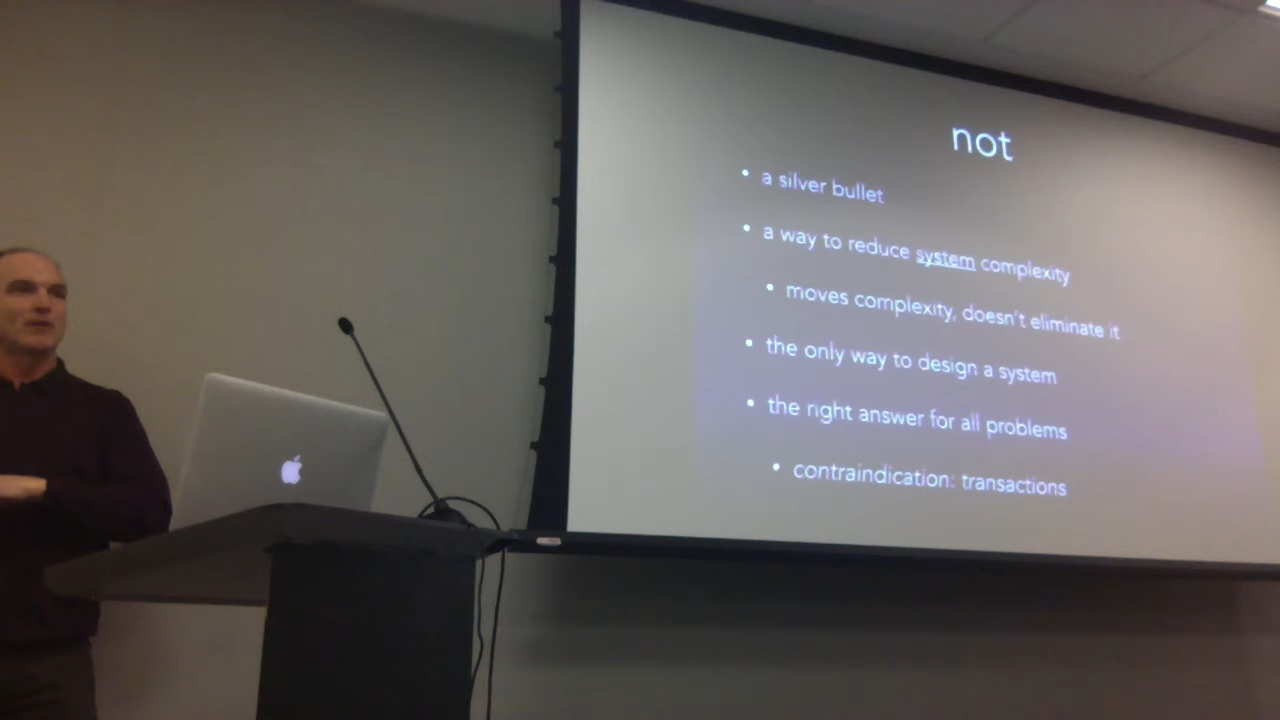 not
• a silver bullet
• a way to reduce system complexity
• moves complexity, doesn't eliminate it
• the only way to design a system
• the right answer for all problems
• contraindication: transactions